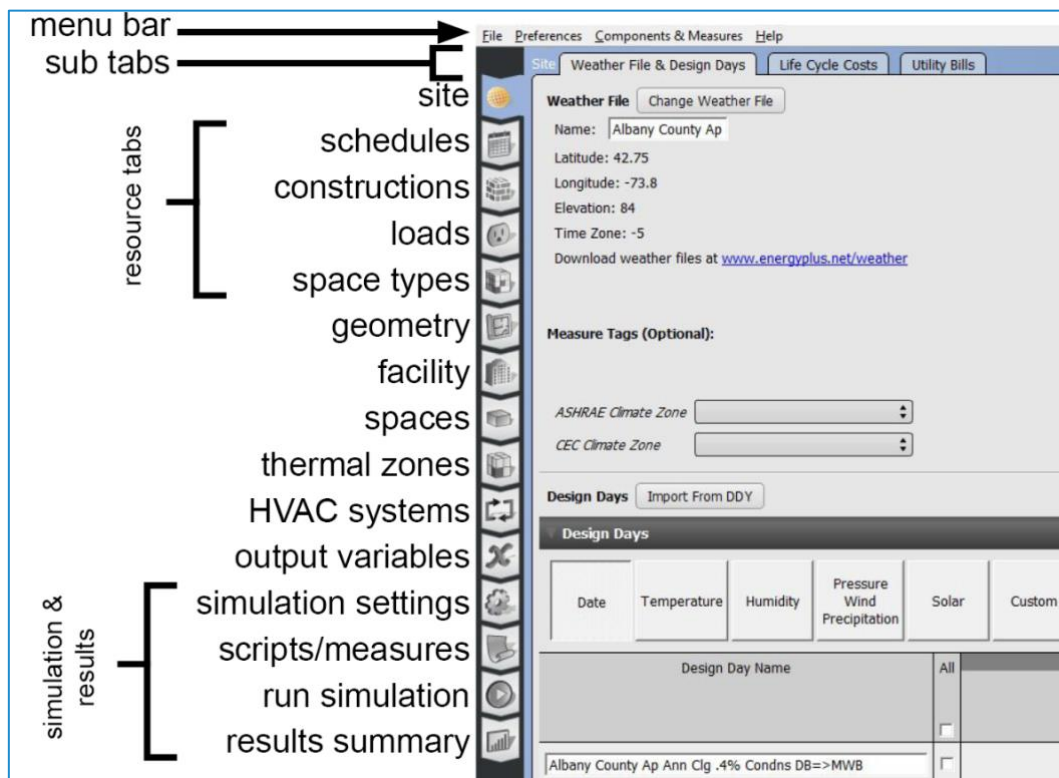 menu bar
File Preferences Components & Measures Help
sub tabs
Site Weather File & Design Days Life Cycle Costs Utility Bills
site
resource tabs
schedules
constructions
loads
space types
geometry
facility
spaces
thermal zones
HVAC systems
output variables
simulation &
results
simulation settings
scripts/measures
run simulation
results summary
Weather File Change Weather File
Name: Albany County Ap
Latitude: 42.75
Longitude: -73.8
Elevation: 84
Time Zone: -5
Download weather files at www.energyplus.net/weather
Measure Tags (Optional):
ASHRAE Climate Zone
CEC Climate Zone
Design Days Import From DDY
Design Days
Date
Temperature
Humidity
Pressure
Wind
Precipitation
Solar
Custom
Design Day Name
All
Albany County Ap Ann Clg .4% Condns DB=>MWB